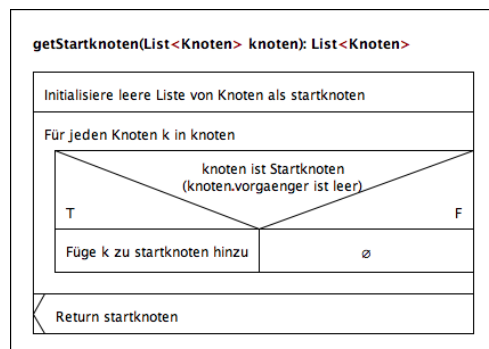 getStartknoten(List<Knoten> knoten): List<Knoten>
Initialisiere leere Liste von Knoten als startknoten
Für jeden Knoten k in knoten
knoten ist Startknoten
(knoten.vorgaenger ist leer)
T
F
Füge k zu startknoten hinzu
∅
Return startknoten